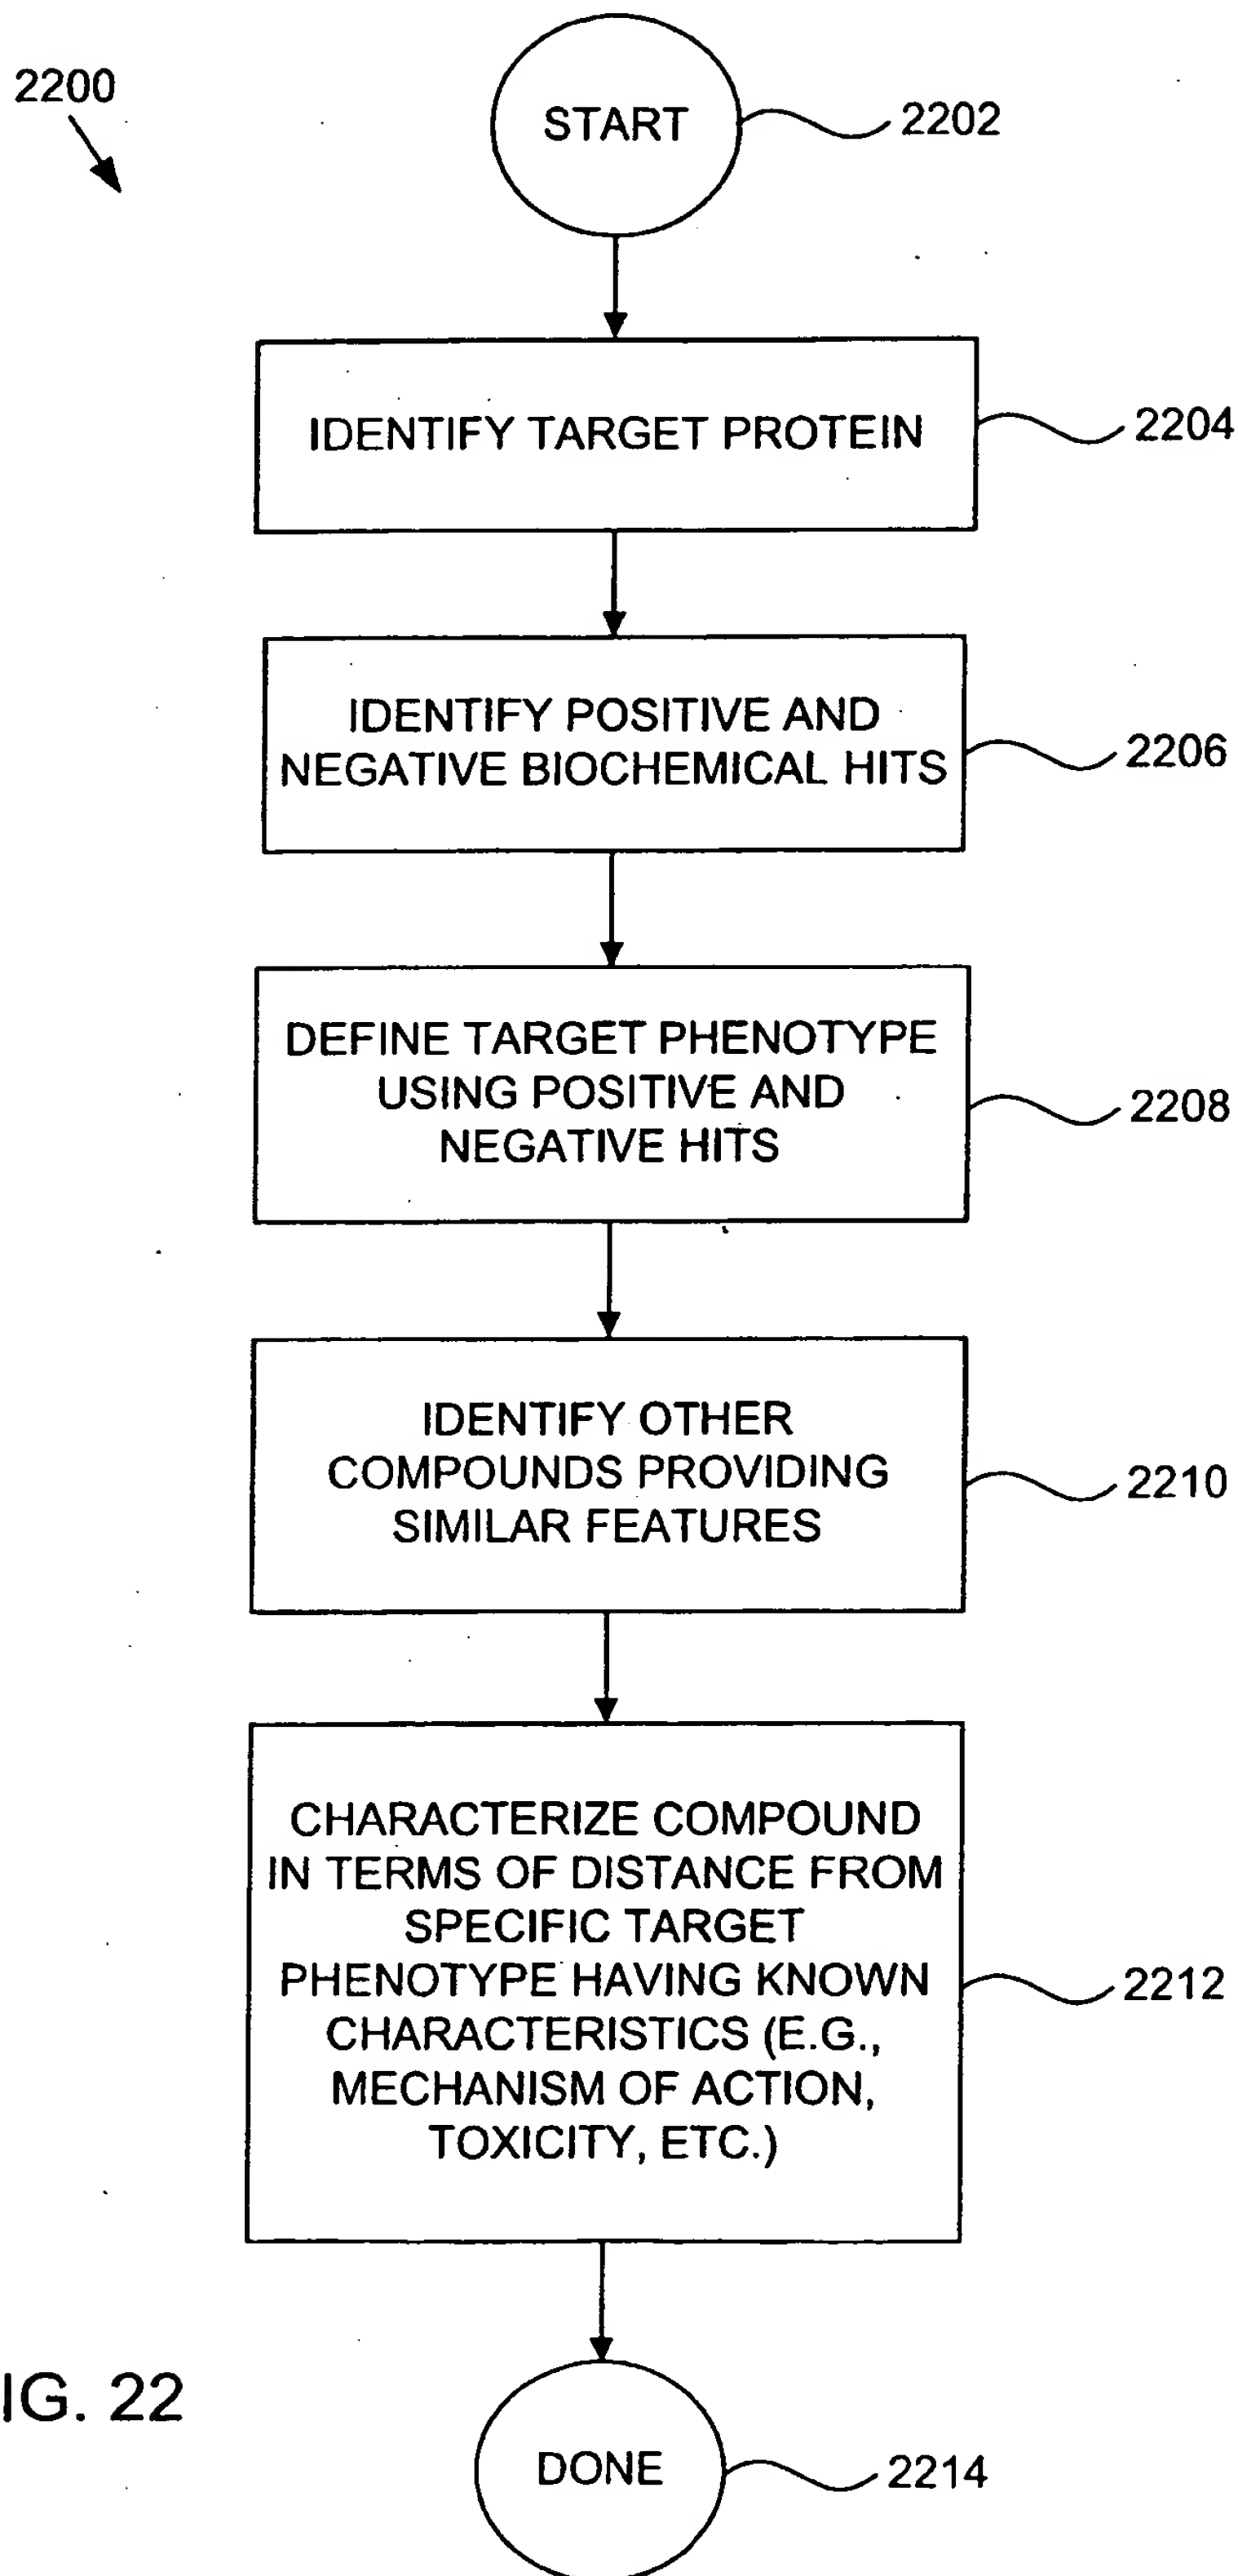 2200
START
2202
IDENTIFY TARGET PROTEIN
2204
IDENTIFY POSITIVE AND
NEGATIVE BIOCHEMICAL HITS
2206
DEFINE TARGET PHENOTYPE
USING POSITIVE AND
NEGATIVE HITS
2208
IDENTIFY OTHER
COMPOUNDS PROVIDING
SIMILAR FEATURES
2210
CHARACTERIZE COMPOUND
IN TERMS OF DISTANCE FROM
SPECIFIC TARGET
PHENOTYPE HAVING KNOWN
CHARACTERISTICS (E.G.,
MECHANISM OF ACTION,
TOXICITY, ETC.)
2212
IG. 22
DONE
2214